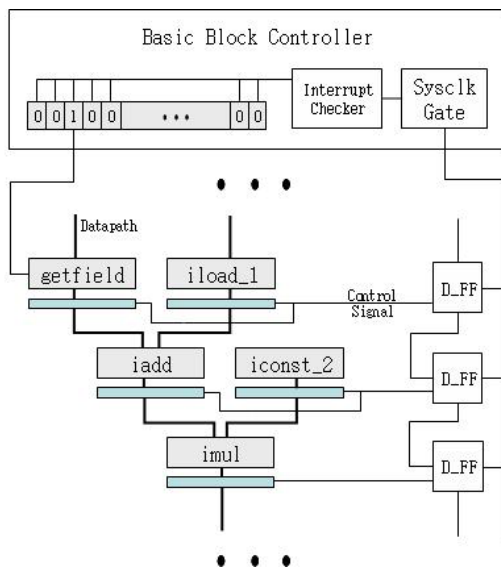 Basic Block Controller
0 0 1 0 0 ••• 0 0
Interrupt
Checker
Sysclk
Gate
• • •
Datapath
getfield
iload_1
D_FF
Control
Signal
iadd
iconst_2
D_FF
imul
D_FF
• • •